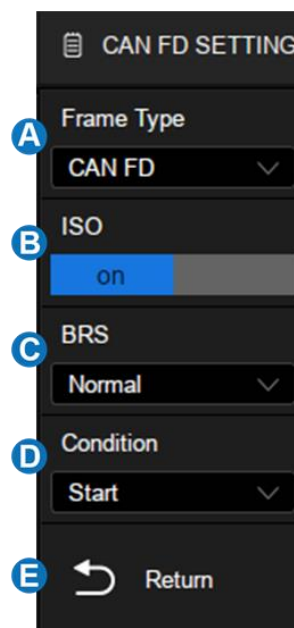 CAN FD SETTING
A
Frame Type
CAN FD
B
ISO
on
C
BRS
Normal
D
Condition
Start
E
Return